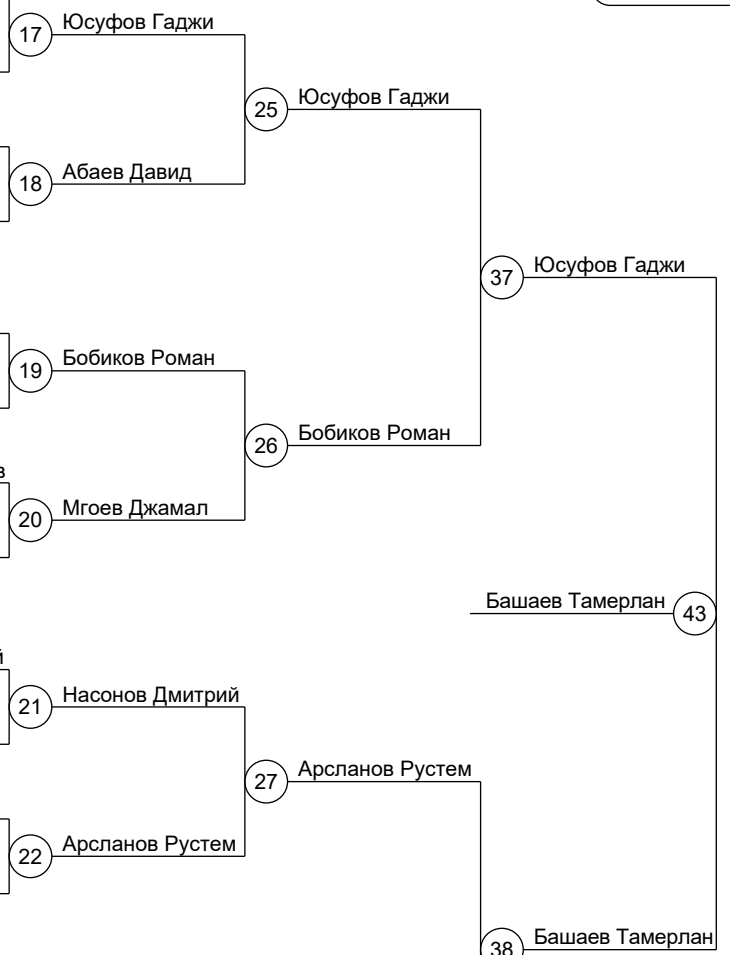 17 Юсуфов Гаджи
25 Юсуфов Гаджи
18 Абаев Давид
37 Юсуфов Гаджи
19 Бобиков Роман
26 Бобиков Роман
в
20 Мгоев Джамал
Башаев Тамерлан 43
й
21 Насонов Дмитрий
27 Арсланов Рустем
22 Арсланов Рустем
38 Башаев Тамерлан